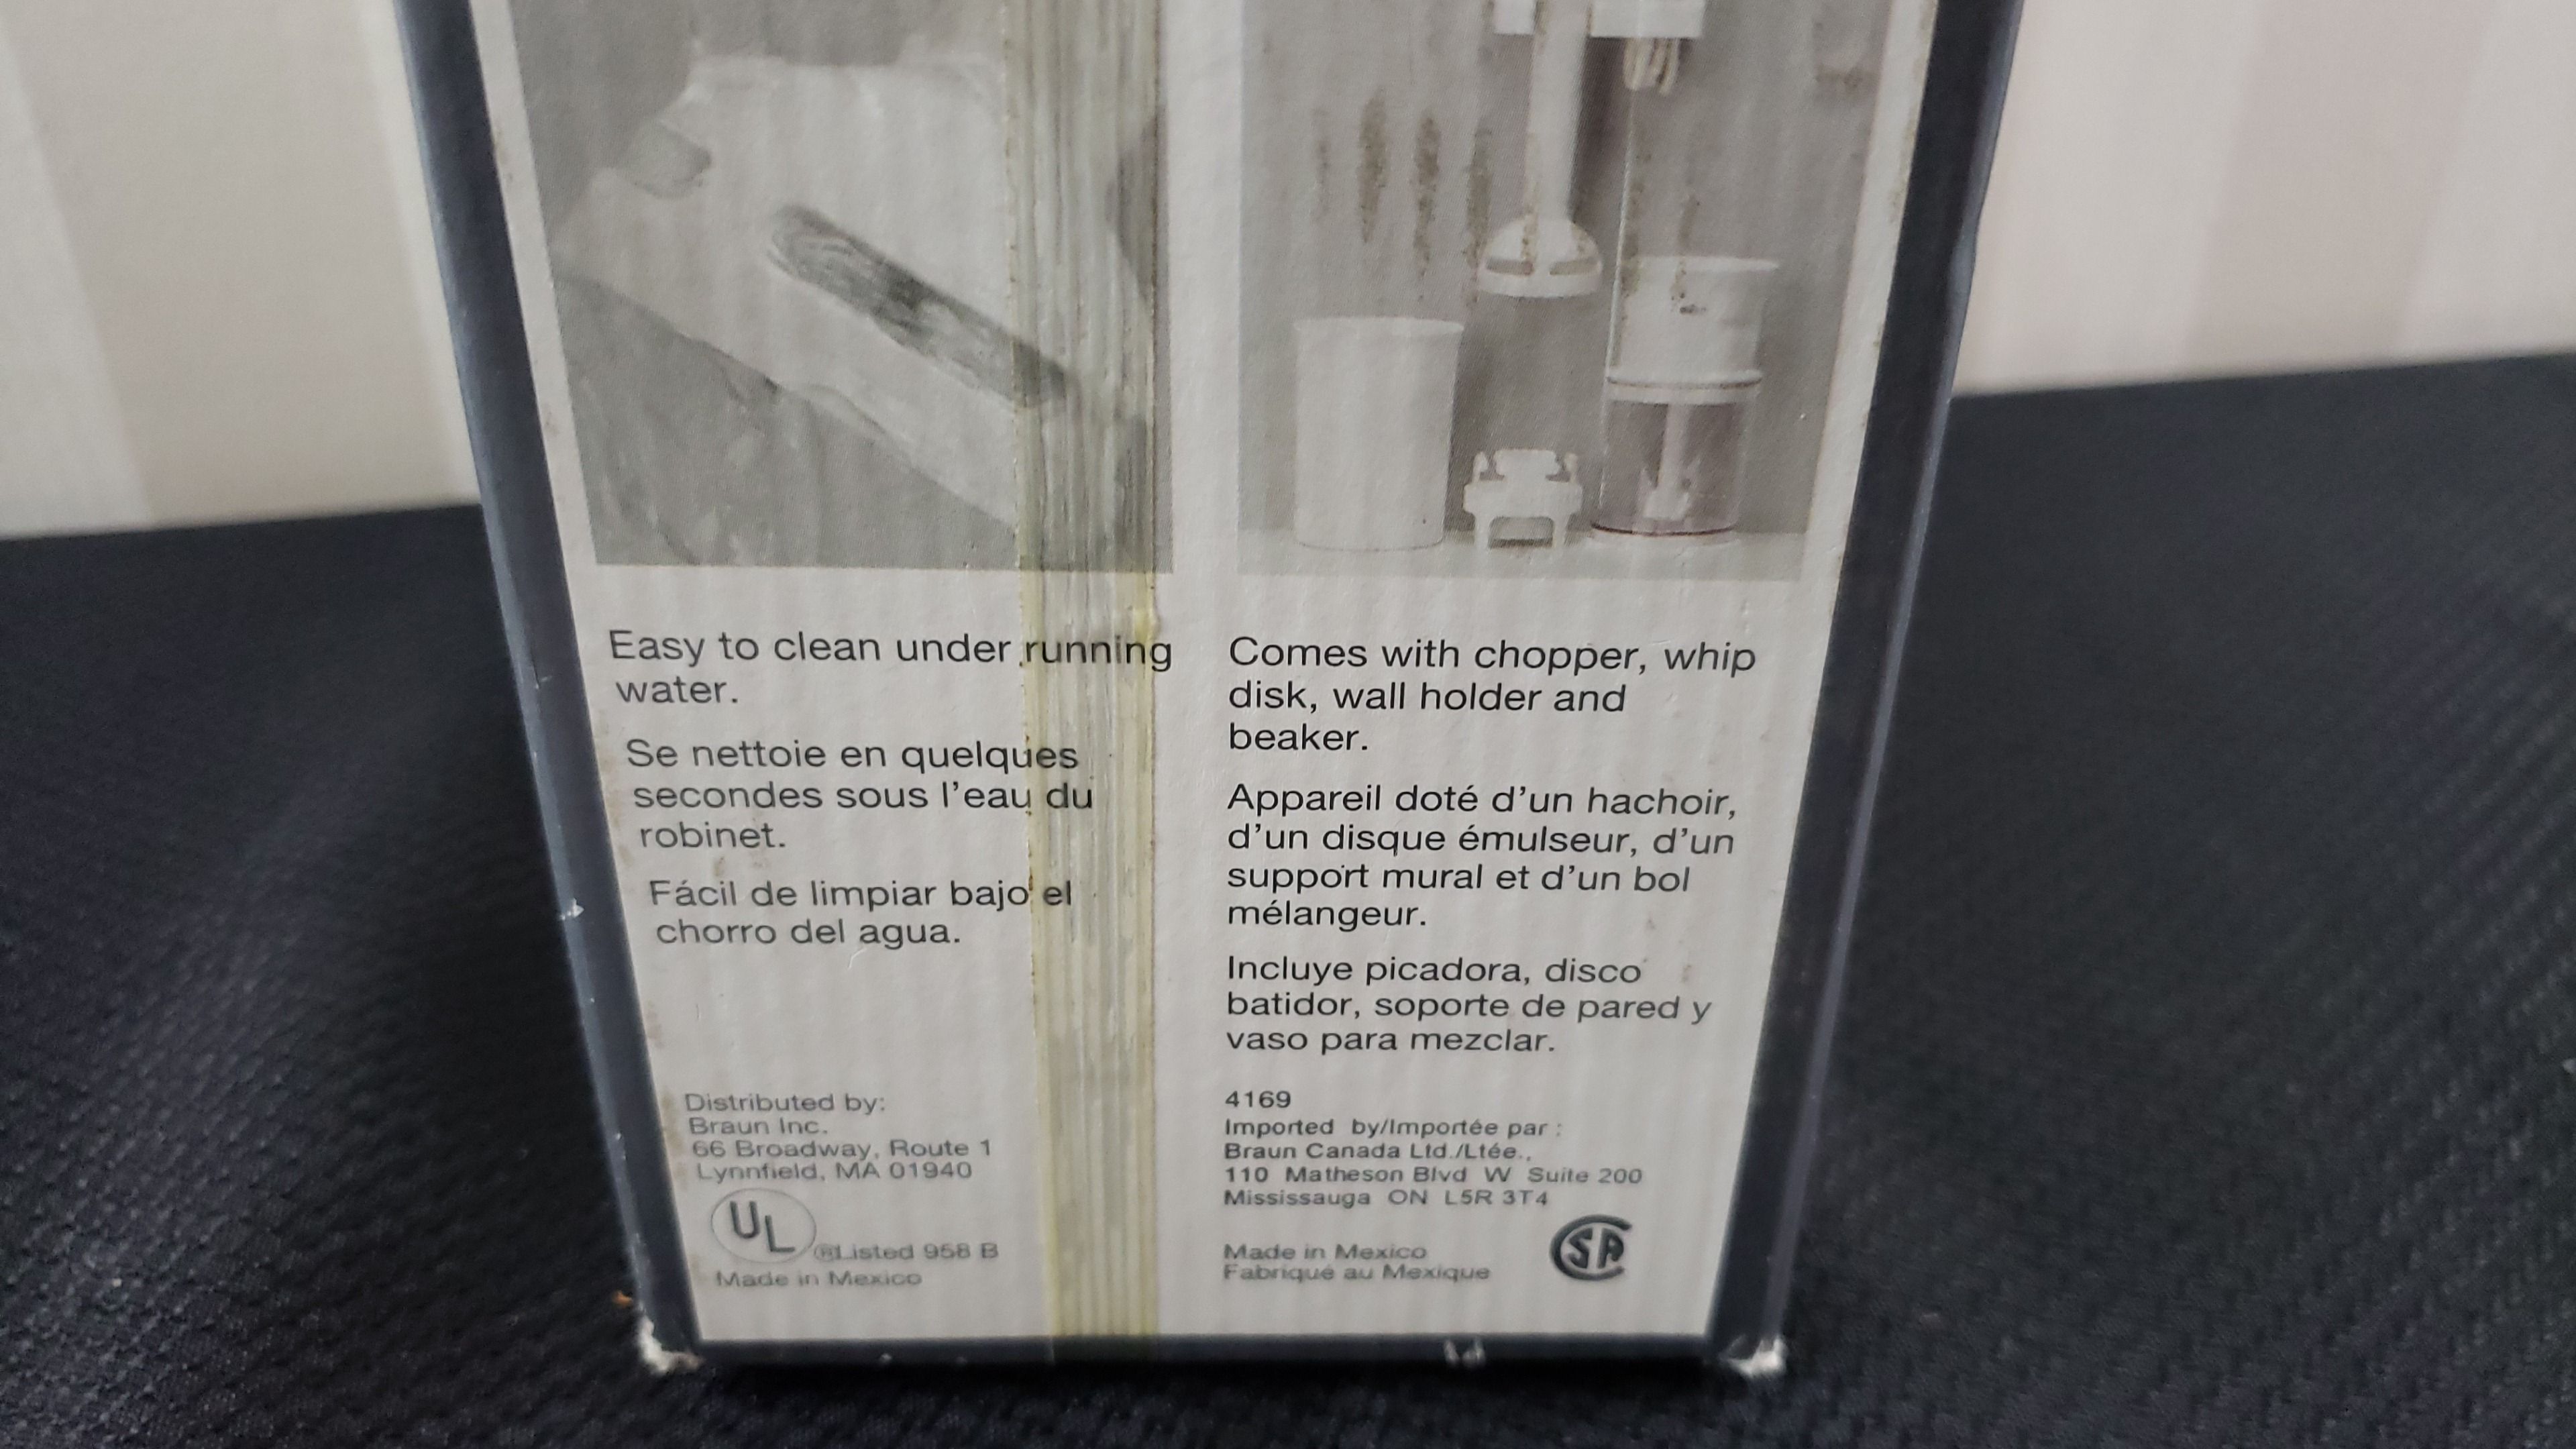 Easy to clean under running
water.
Se nettoie en quelques
secondes sous l'eau du
robinet.
Fácil de limpiar bajo el
chorro del agua.
Distributed by:
Braun Inc.
66 Broadway, Route 1
Lynnfield, MA 01940
UL
®Listed 958 B
Made in Mexico
Comes with chopper, whip
disk, wall holder and
beaker.
Appareil doté d'un hachoir,
d'un disque émulseur, d'un
support mural et d'un bol
mélangeur.
Incluye picadora, disco
batidor, soporte de pared y
vaso para mezclar.
4169
Imported by/Importée par :
Braun Canada Ltd./Ltée.,
110 Matheson Blvd W Suite 200
Mississauga ON L5R 3T4
Made in Mexico
Fabriqué au Mexique
CSA